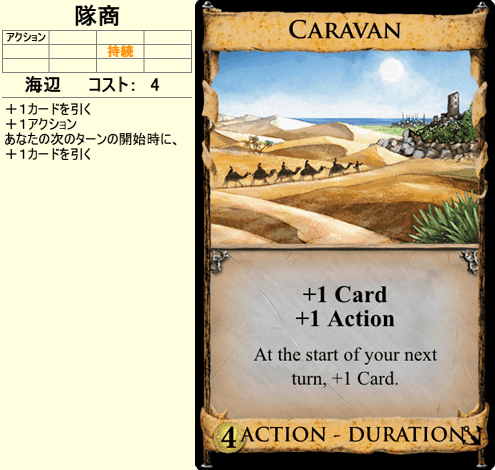 隊商
アクション
持続
海辺 コスト: 4
+1カードを引く
+1アクション
あなたの次のターンの開始時に、
+1カードを引く
CARAVAN
+1 Card
+1 Action
At the start of your next
turn, +1 Card.
4 ACTION - DURATION